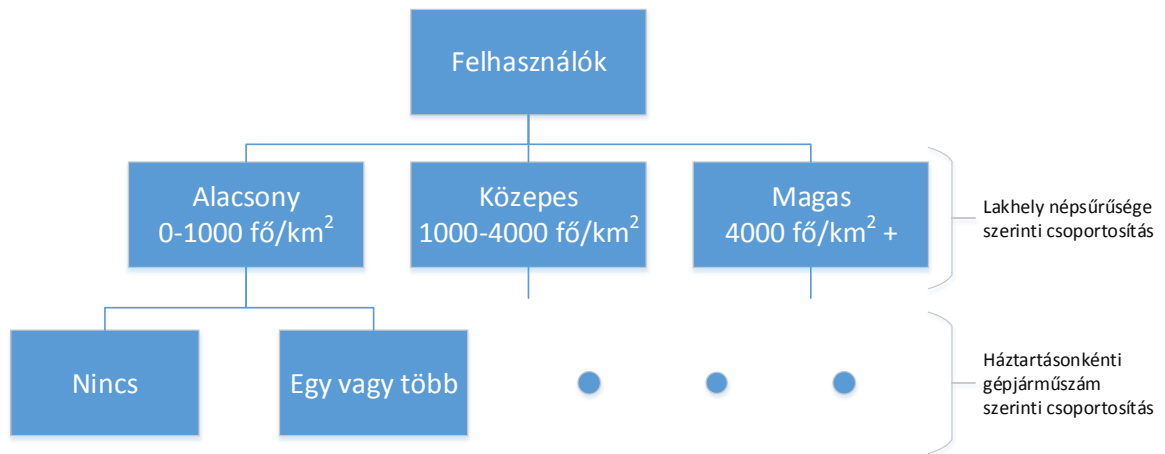 Felhasználók
Alacsony
0-1000 fő/km²
Közepes
1000-4000 fő/km²
Magas
4000 fő/km² +
Lakhely népsűrűsége
szerinti csoportosítás
Nincs
Egy vagy több
Háztartásonkénti
gépjárműszám
szerinti csoportosítás